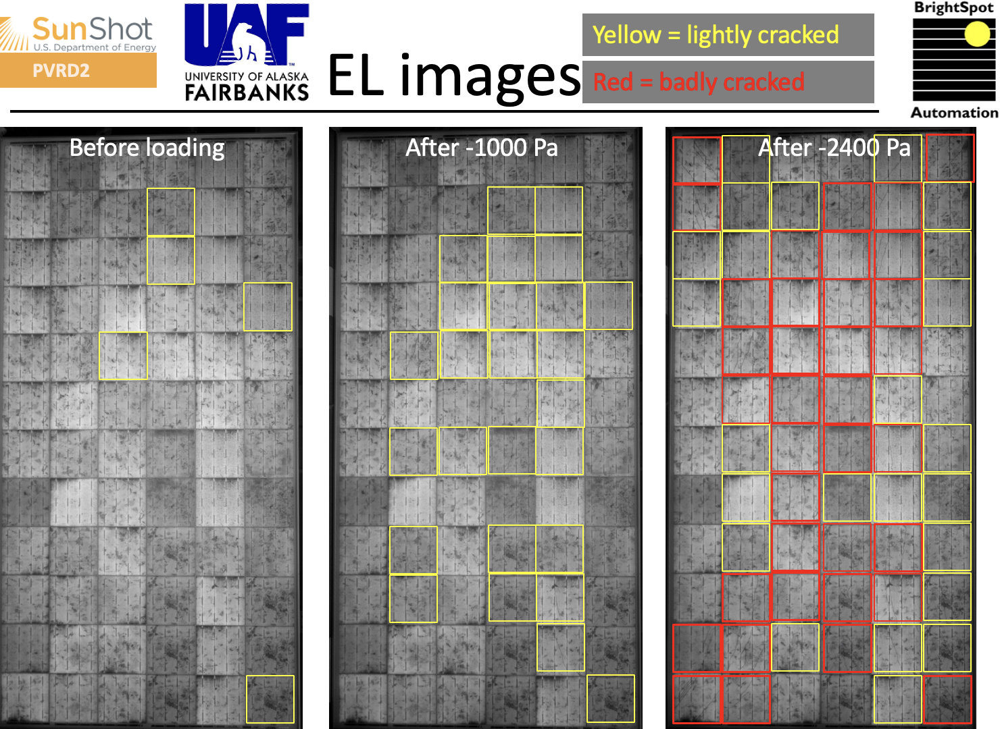 SunShot
U.S. Department of Energy
PVRD2
UAF
™
UNIVERSITY OF ALASKA
FAIRBANKS
EL images
Yellow = lightly cracked
Red = badly cracked
BrightSpot
Automation
Before loading
After -1000 Pa
After -2400 Pa